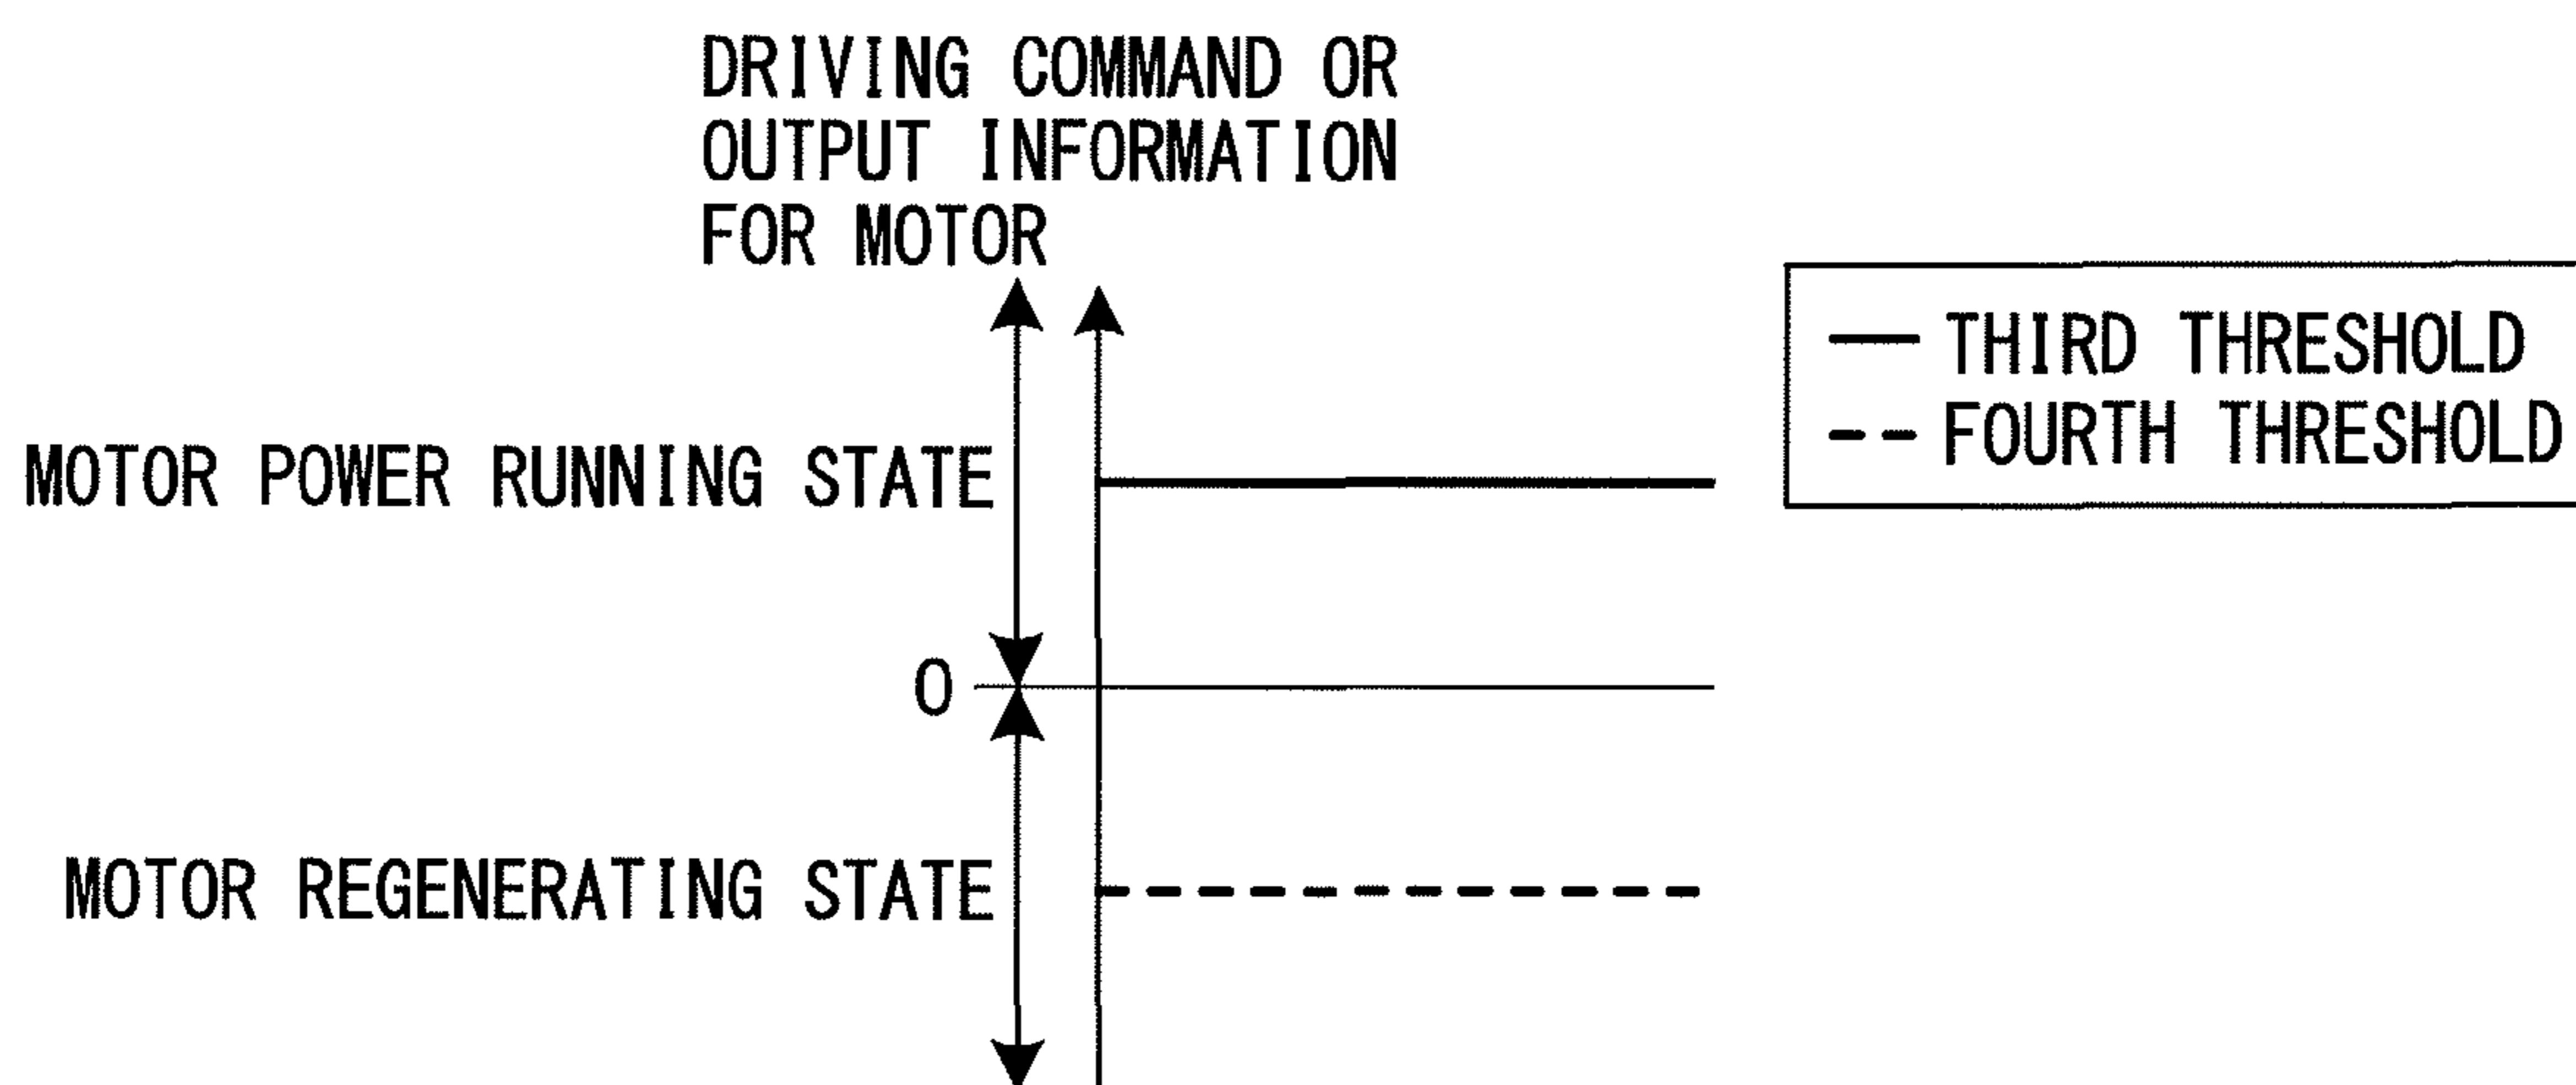 DRIVING COMMAND OR
OUTPUT INFORMATION
FOR MOTOR
THIRD THRESHOLD
FOURTH THRESHOLD
MOTOR POWER RUNNING STATE
0
MOTOR REGENERATING STATE